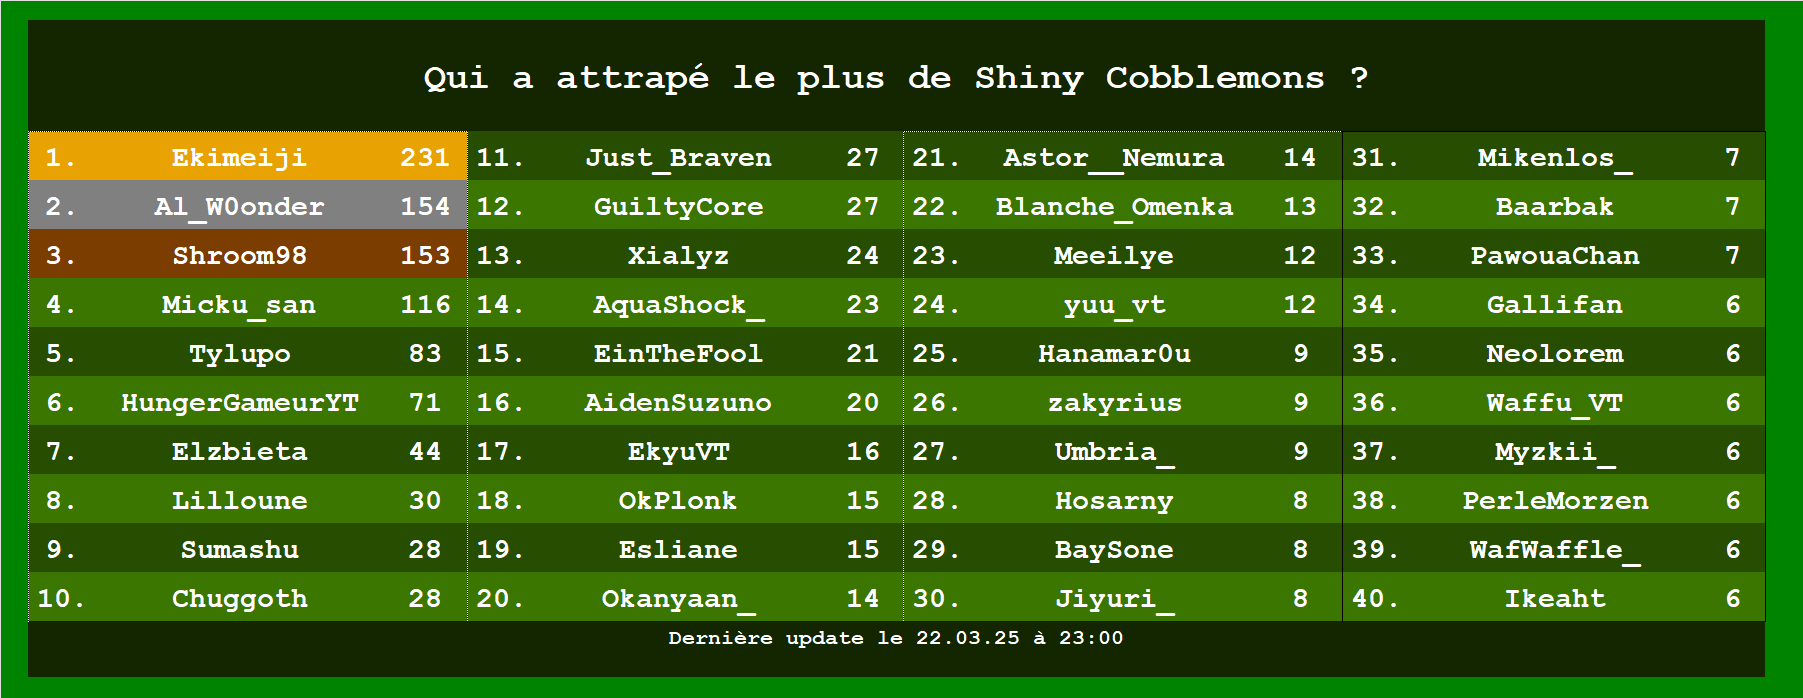 Qui a attrapé le plus de Shiny Cobblemons ?
1. Ekimeiji 231
2. Al_W0onder 154
3. Shroom98 153
4. Micku_san 116
5. Tylupo 83
6. HungerGameurYT 71
7. Elzbieta 44
8. Lilloune 30
9. Sumashu 28
10. Chuggoth 28
11. Just_Braven 27
12. GuiltyCore 27
13. Xialyz 24
14. AquaShock_ 23
15. EinTheFool 21
16. AidenSuzuno 20
17. EkyuVT 16
18. OkPlonk 15
19. Esliane 15
20. Okanyaan_ 14
21. Astor__Nemura 14
22. Blanche_Omenka 13
23. Meeilye 12
24. yuu_vt 12
25. Hanamar0u 9
26. zakyrius 9
27. Umbria_ 9
28. Hosarny 8
29. BaySone 8
30. Jiyuri_ 8
31. Mikenlos_ 7
32. Baarbak 7
33. PawouaChan 7
34. Gallifan 6
35. Neolorem 6
36. Waffu_VT 6
37. Myzkii_ 6
38. PerleMorzen 6
39. WafWaffle_ 6
40. Ikeaht 6
Dernière update le 22.03.25 à 23:00